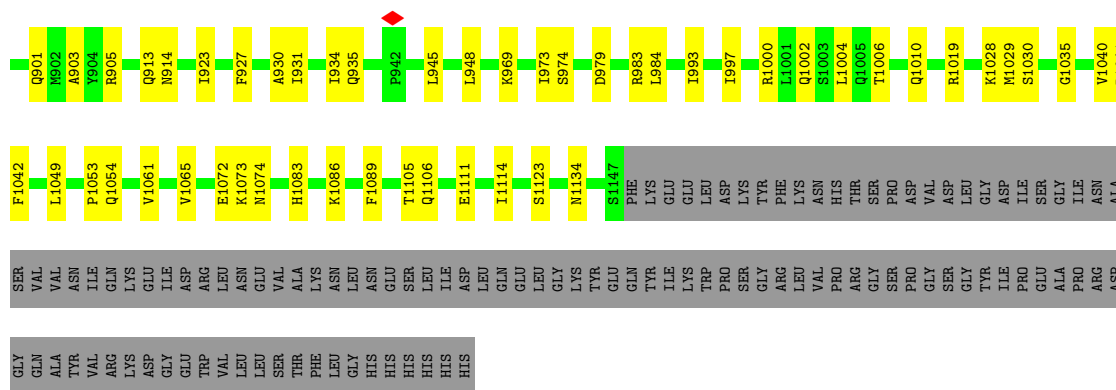 Q901 M902 A903 Y904 R905 Q913 N914 I923 F927 A930 I931 I934 Q935 P942 L945 L948 K969 I973 S974 D979 R983 L984 I993 I997 R1000 L1001 Q1002 S1003 L1004 Q1005 T1006 Q1010 R1019 K1028 M1029 S1030 G1035 V1040
F1042 L1049 P1053 Q1054 V1061 V1065 E1072 K1073 N1074 H1083 K1086 F1089 T1105 Q1106 E1111 I1114 S1123 N1134 S1147 PHE LYS GLU GLU LEU ASP LYS TYR PHE LYS ASN HIS THR SER PRO ASP VAL ASP LEU GLY ASP ILE SER GLY ILE ASN ALA
SER VAL VAL ASN ILE GLN LYS GLU ILE ASP ARG LEU ASN GLU VAL ALA LYS ASN LEU ASN GLU SER LEU ILE ASP LEU GLN GLU LEU GLY LYS TYR GLU GLN TYR ILE LYS TRP PRO SER GLY ARG LEU VAL PRO ARG GLY SER PRO GLY SER GLY TYR ILE PRO GLU ALA PRO ARG ASP
GLY GLN ALA TYR VAL ARG LYS ASP GLY GLU TRP VAL LEU LEU SER THR PHE LEU GLY HIS HIS HIS HIS HIS HIS